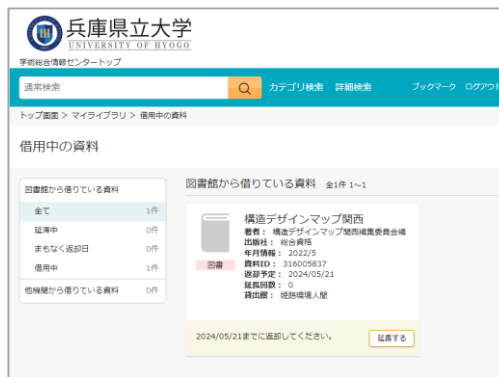 兵庫県立大学
UNIVERSITY OF HYOGO
学術総合情報センタートップ
通常検索
カテゴリ検索 詳細検索 ブックマーク ログアウト
トップ画面 > マイライブラリ > 借用中の資料
借用中の資料
図書館から借りている資料
全て 1件
延滞中 0件
まもなく返却日 0件
借用中 1件
他機関から借りている資料 0件
図書館から借りている資料 全1件 1~1
図書
構造デザインマップ関西
著者： 構造デザインマップ関西編集委員会編
出版社： 総合資格
年月情報： 2022/5
資料ID： 316005837
返却予定： 2024/05/21
延長回数： 0
貸出館： 姫路環境人間
2024/05/21までに返却してください。
延長する